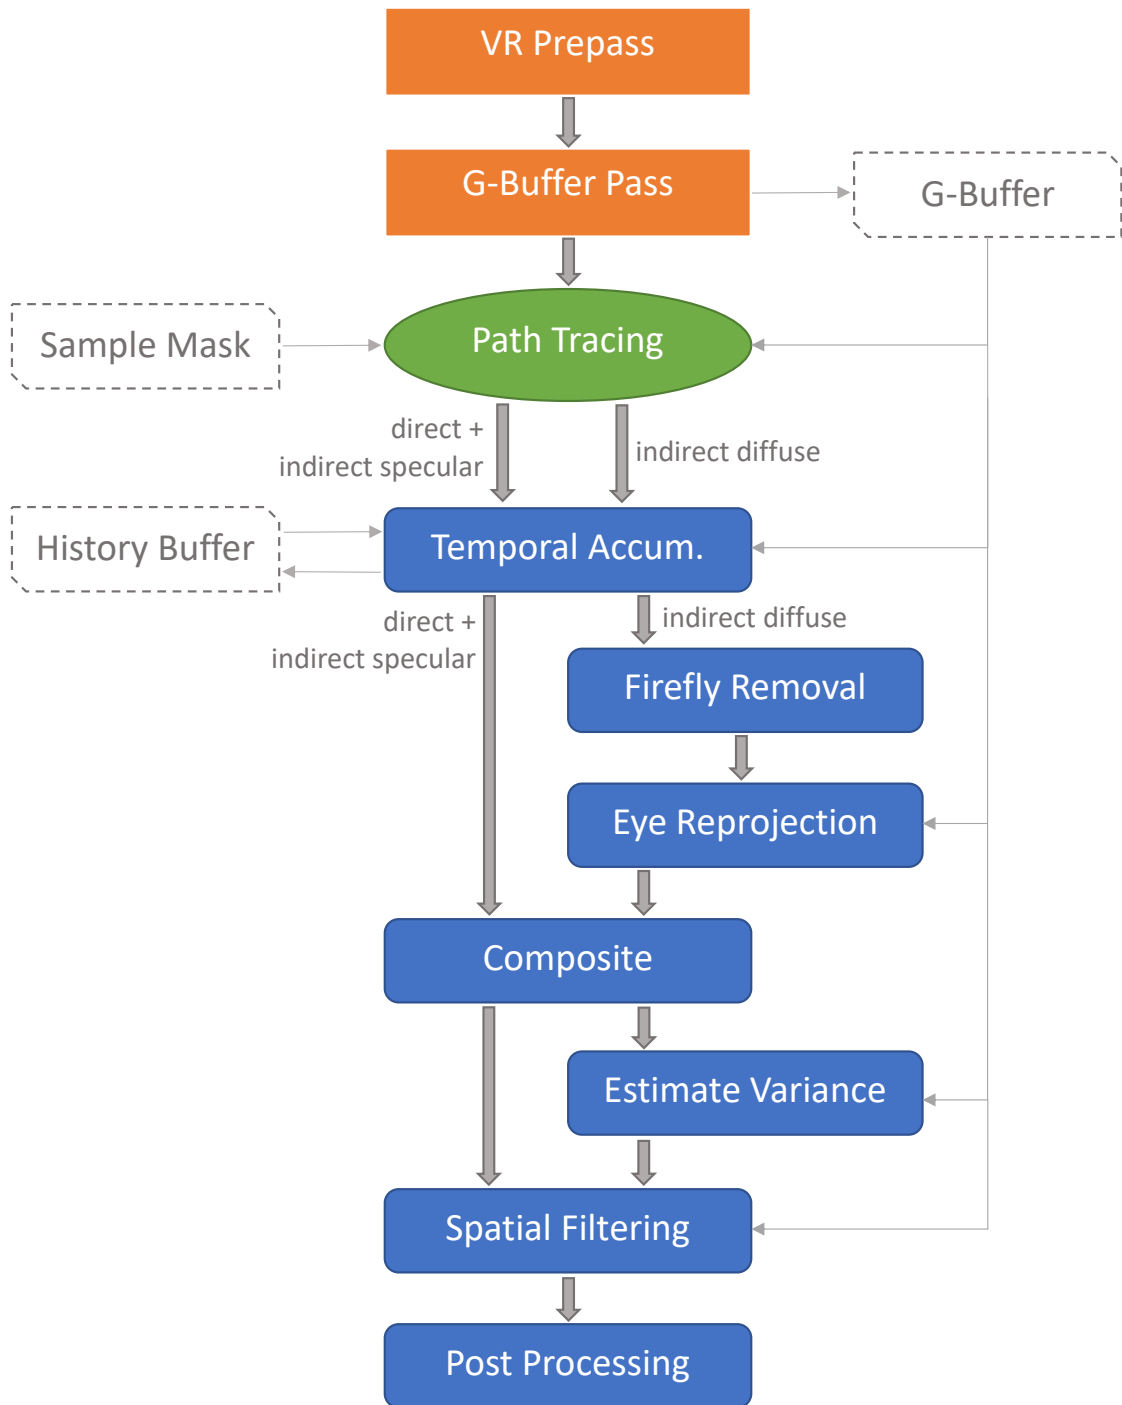 VR Prepass
G-Buffer Pass
G-Buffer
Sample Mask
Path Tracing
direct +
indirect specular
indirect diffuse
History Buffer
Temporal Accum.
direct +
indirect specular
indirect diffuse
Firefly Removal
Eye Reprojection
Composite
Estimate Variance
Spatial Filtering
Post Processing